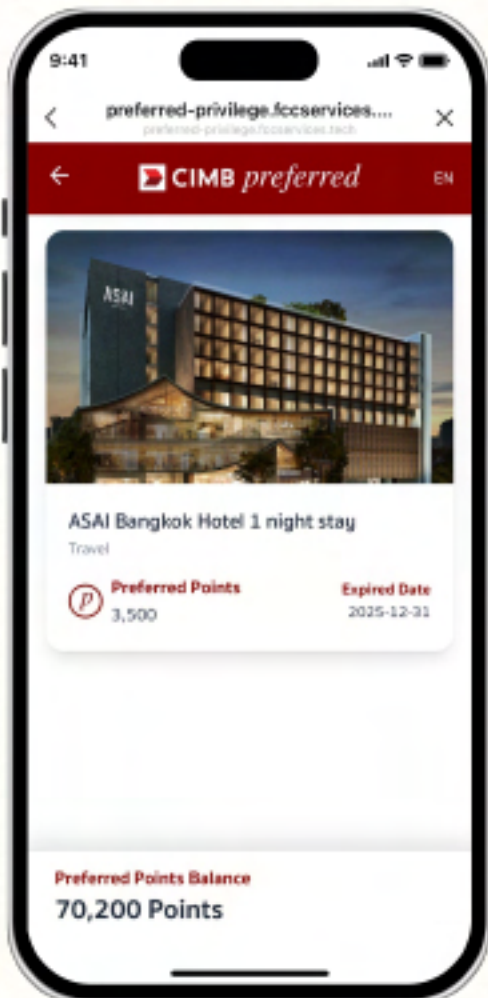 9:41
preferred-privilege.fccservices....
preferred-privilege.fccservices.tech
CIMB preferred
EN
ASAI
ASAI Bangkok Hotel 1 night stay
Travel
p
Preferred Points
3,500
Expired Date
2025-12-31
Preferred Points Balance
70,200 Points